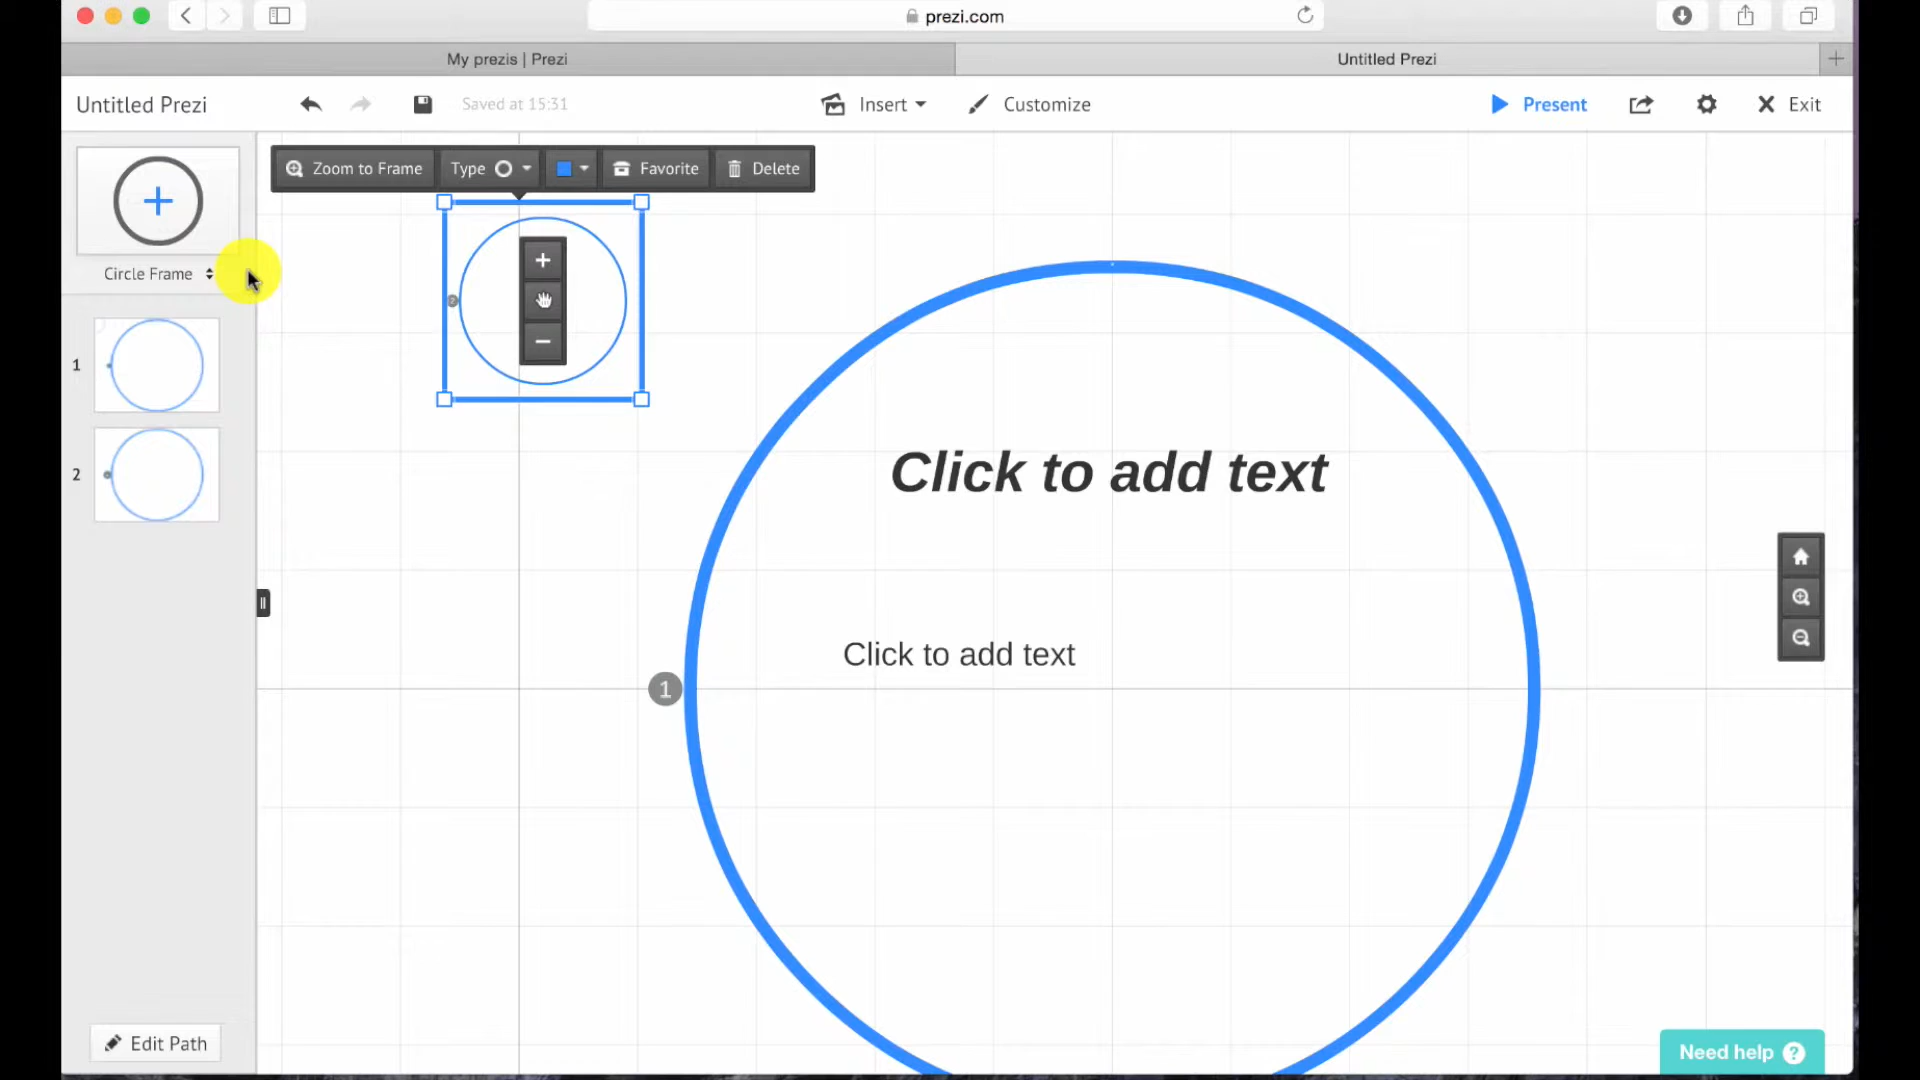 prezi.com
My prezis | Prezi
Untitled Prezi
Untitled Prezi
Saved at 15:31
Insert
Customize
Present
Exit
Zoom to Frame
Type
Favorite
Delete
Circle Frame
1
2
Click to add text
Click to add text
1
Edit Path
Need help ?